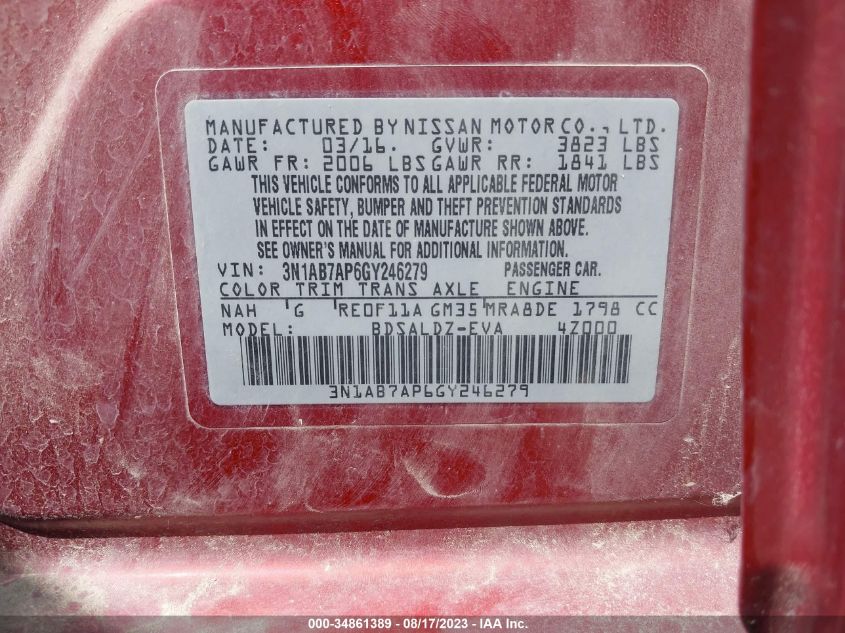 MANUFACTURED BY NISSAN MOTOR CO., LTD.
DATE: 03/16. GVWR: 3823 LBS
GAWR FR: 2006 LBS GAWR RR: 1841 LBS
THIS VEHICLE CONFORMS TO ALL APPLICABLE FEDERAL MOTOR
VEHICLE SAFETY, BUMPER AND THEFT PREVENTION STANDARDS
IN EFFECT ON THE DATE OF MANUFACTURE SHOWN ABOVE.
SEE OWNER'S MANUAL FOR ADDITIONAL INFORMATION.
VIN: 3N1AB7AP6GY246279 PASSENGER CAR.
COLOR TRIM TRANS AXLE ENGINE
NAH G RE0F11A GM35 MRA8DE 1798 CC
MODEL: BDSALDZ-EVA 4Z000
3N1AB7AP6GY246279
000-34861389 - 08/17/2023 - IAA Inc.